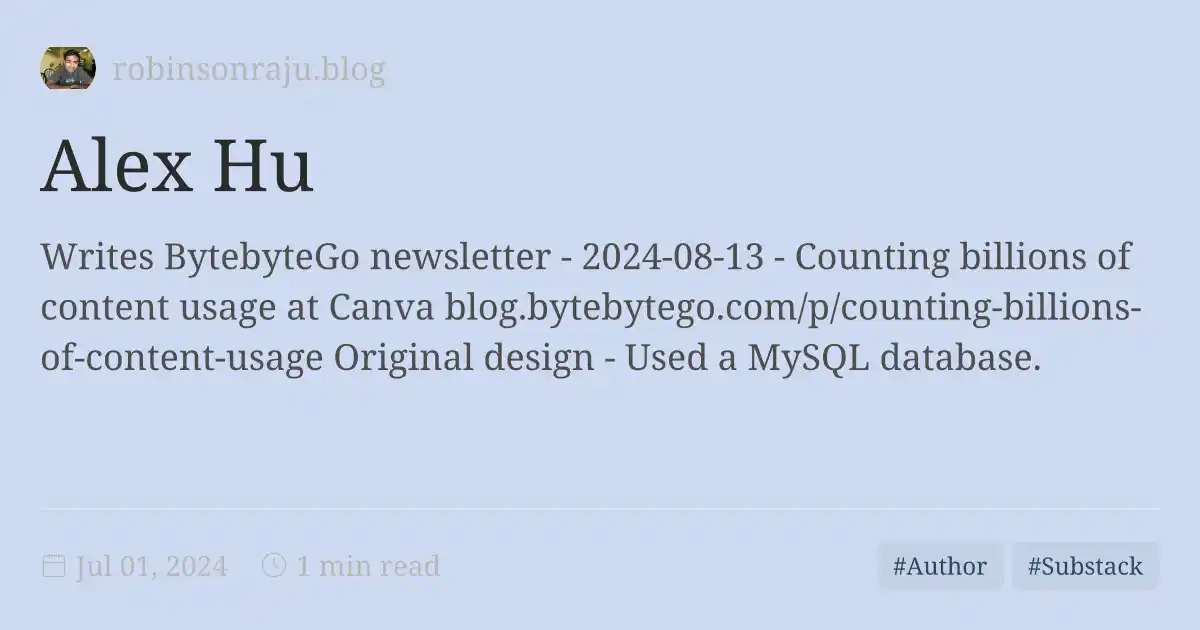 robinsonraju.blog
Alex Hu
Writes BytebyteGo newsletter - 2024-08-13 - Counting billions of
content usage at Canva blog.bytebytego.com/p/counting-billions-
of-content-usage Original design - Used a MySQL database.
Jul 01, 2024 1 min read #Author #Substack